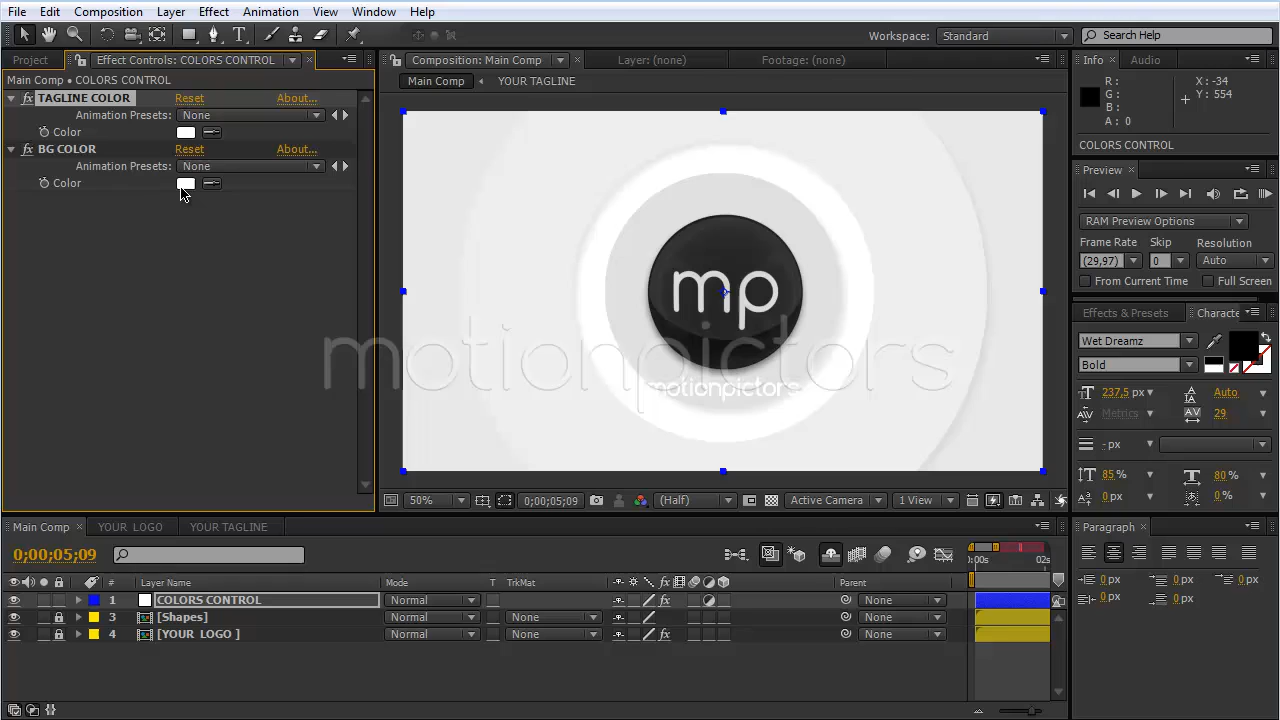 File Edit Composition Layer Effect Animation View Window Help
Workspace: Standard Search Help
Project Effect Controls: COLORS CONTROL Composition: Main Comp Layer: (none) Footage: (none) Info Audio
Main Comp • COLORS CONTROL
Main Comp YOUR TAGLINE
R : X : -34
G : Y : 554
B :
A : 0
COLORS CONTROL
TAGLINE COLOR Reset About...
Animation Presets: None
Color
BG COLOR Reset About...
Animation Presets: None
Color
mp
motionpictors
motionpictors
Preview
RAM Preview Options
Frame Rate Skip Resolution
(29,97) 0 Auto
From Current Time Full Screen
Effects & Presets Characte
Wet Dreamz
Bold
237,5 px Auto
Metrics 29
- px
85 % 80 %
0 px 0 %
50% 0;00;05;09 (Half) Active Camera 1 View
Main Comp YOUR LOGO YOUR TAGLINE
0;00;05;09
:00s 02s
# Layer Name Mode T TrkMat fx Parent
1 COLORS CONTROL Normal fx None
3 [Shapes] Normal None None
4 [YOUR LOGO ] Normal None fx None
Paragraph
0 px 0 px 0 px
0 px 0 px